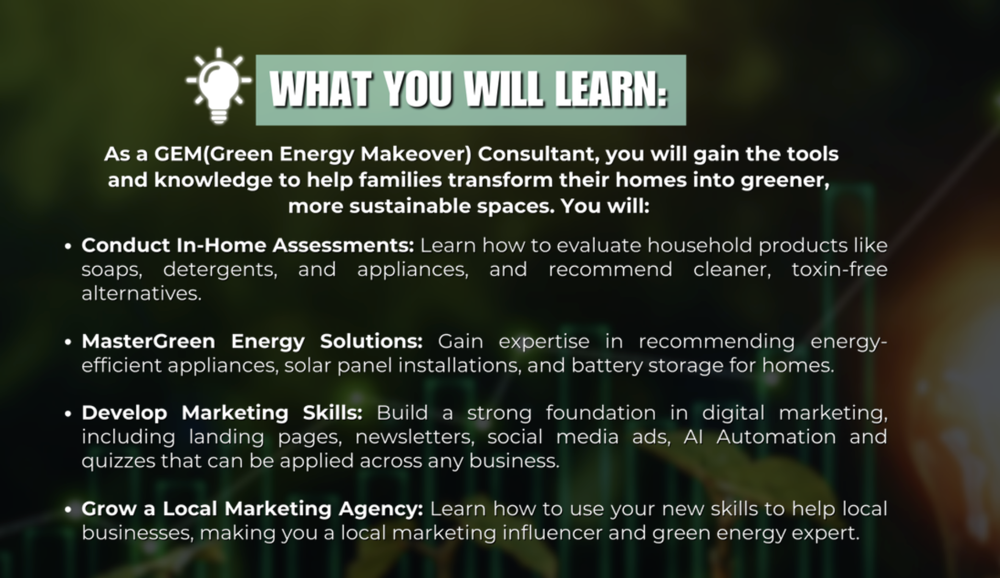 WHAT YOU WILL LEARN:
As a GEM(Green Energy Makeover) Consultant, you will gain the tools
and knowledge to help families transform their homes into greener,
more sustainable spaces. You will:
• Conduct In-Home Assessments: Learn how to evaluate household products like
soaps, detergents, and appliances, and recommend cleaner, toxin-free
alternatives.
• MasterGreen Energy Solutions: Gain expertise in recommending energy-
efficient appliances, solar panel installations, and battery storage for homes.
• Develop Marketing Skills: Build a strong foundation in digital marketing,
including landing pages, newsletters, social media ads, AI Automation and
quizzes that can be applied across any business.
• Grow a Local Marketing Agency: Learn how to use your new skills to help local
businesses, making you a local marketing influencer and green energy expert.